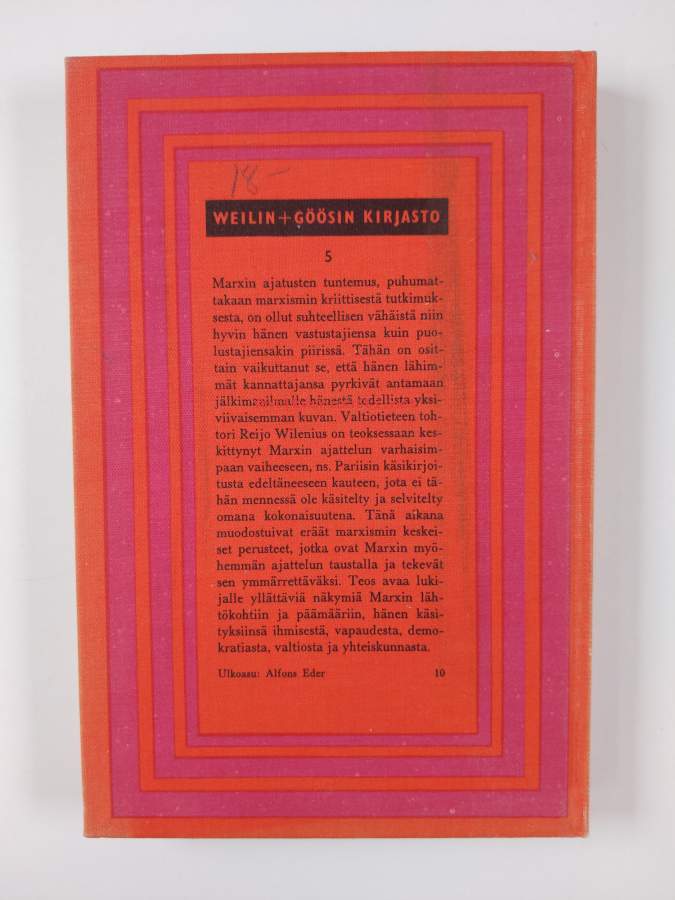 18-
WEILIN+GÖÖSIN KIRJASTO
5
Marxin ajatusten tuntemus, puhumat-
takaan marxismin kriittisestä tutkimuk-
sesta, on ollut suhteellisen vähäistä niin
hyvin hänen vastustajiensa kuin puo-
lustajiensakin piirissä. Tähän on osit-
tain vaikuttanut se, että hänen lähim-
mät kannattajansa pyrkivät antamaan
jälkimaailmalle hänestä todellista yksi-
viivaisemman kuvan. Valtiotieteen toh-
tori Reijo Wilenius on teoksessaan kes-
kittynyt Marxin ajattelun varhaisim-
paan vaiheeseen, ns. Pariisin käsikirjoi-
tusta edeltäneeseen kauteen, jota ei tä-
hän mennessä ole käsitelty ja selvitelty
omana kokonaisuutena. Tänä aikana
muodostuivat eräät marxismin keskei-
set perusteet, jotka ovat Marxin myö-
hemmän ajattelun taustalla ja tekevät
sen ymmärrettäväksi. Teos avaa luki-
jalle yllättäviä näkymiä Marxin läh-
tökohtiin ja päämääriin, hänen käsi-
tyksiinsä ihmisestä, vapaudesta, demo-
kratiasta, valtiosta ja yhteiskunnasta.
Ulkoasu: Alfons Eder 10